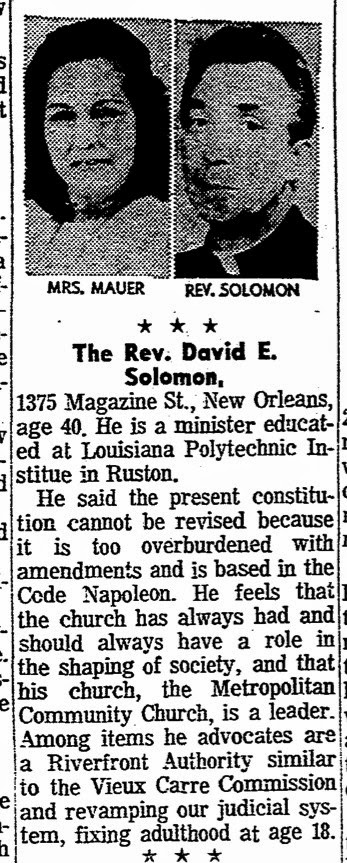 MRS. MAUER REV. SOLOMON
★ ★ ★
The Rev. David E.
Solomon,
1375 Magazine St., New Orleans,
age 40. He is a minister educat-
ed at Louisiana Polytechnic In-
stitue in Ruston.
He said the present constitu-
tion cannot be revised because
it is too overburdened with
amendments and is based in the
Code Napoleon. He feels that
the church has always had and
should always have a role in
the shaping of society, and that
his church, the Metropolitan
Community Church, is a leader.
Among items he advocates are
a Riverfront Authority similar
to the Vieux Carre Commission
and revamping our judicial sys-
tem, fixing adulthood at age 18.
★ ★ ★